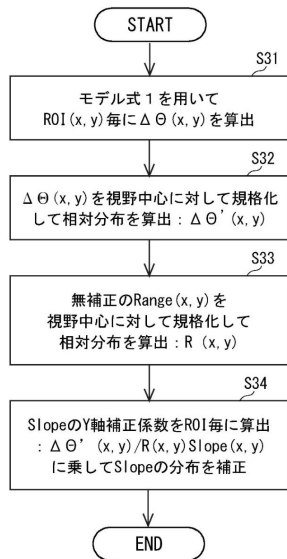 START
S31
モデル式1を用いて
ROI(x,y)毎にΔΘ(x,y)を算出
S32
ΔΘ(x,y)を視野中心に対して規格化
して相対分布を算出:ΔΘ'(x,y)
S33
無補正のRange(x,y)を
視野中心に対して規格化して
相対分布を算出:R (x,y)
S34
SlopeのY軸補正係数をROI毎に算出
:ΔΘ'(x,y)/R(x,y)Slope(x,y)
に乗してSlopeの分布を補正
END